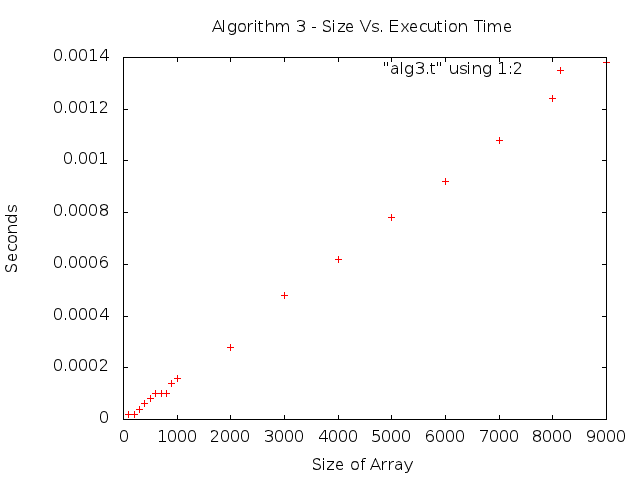 Algorithm 3 - Size Vs. Execution Time
"alg3.t" using 1:2
0.0014
0.0012
0.001
0.0008
0.0006
0.0004
0.0002
0
Seconds
0 1000 2000 3000 4000 5000 6000 7000 8000 9000
Size of Array